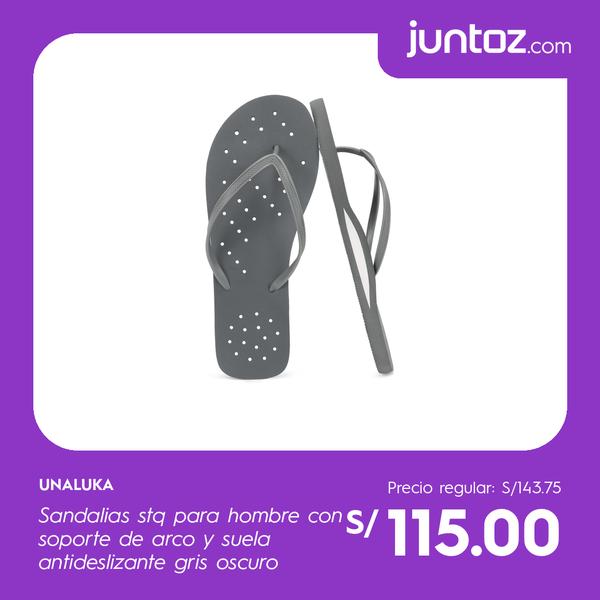 juntoz.com
UNALUKA
Sandalias stq para hombre con
soporte de arco y suela
antideslizante gris oscuro
Precio regular: S/143.75
S/ 115.00